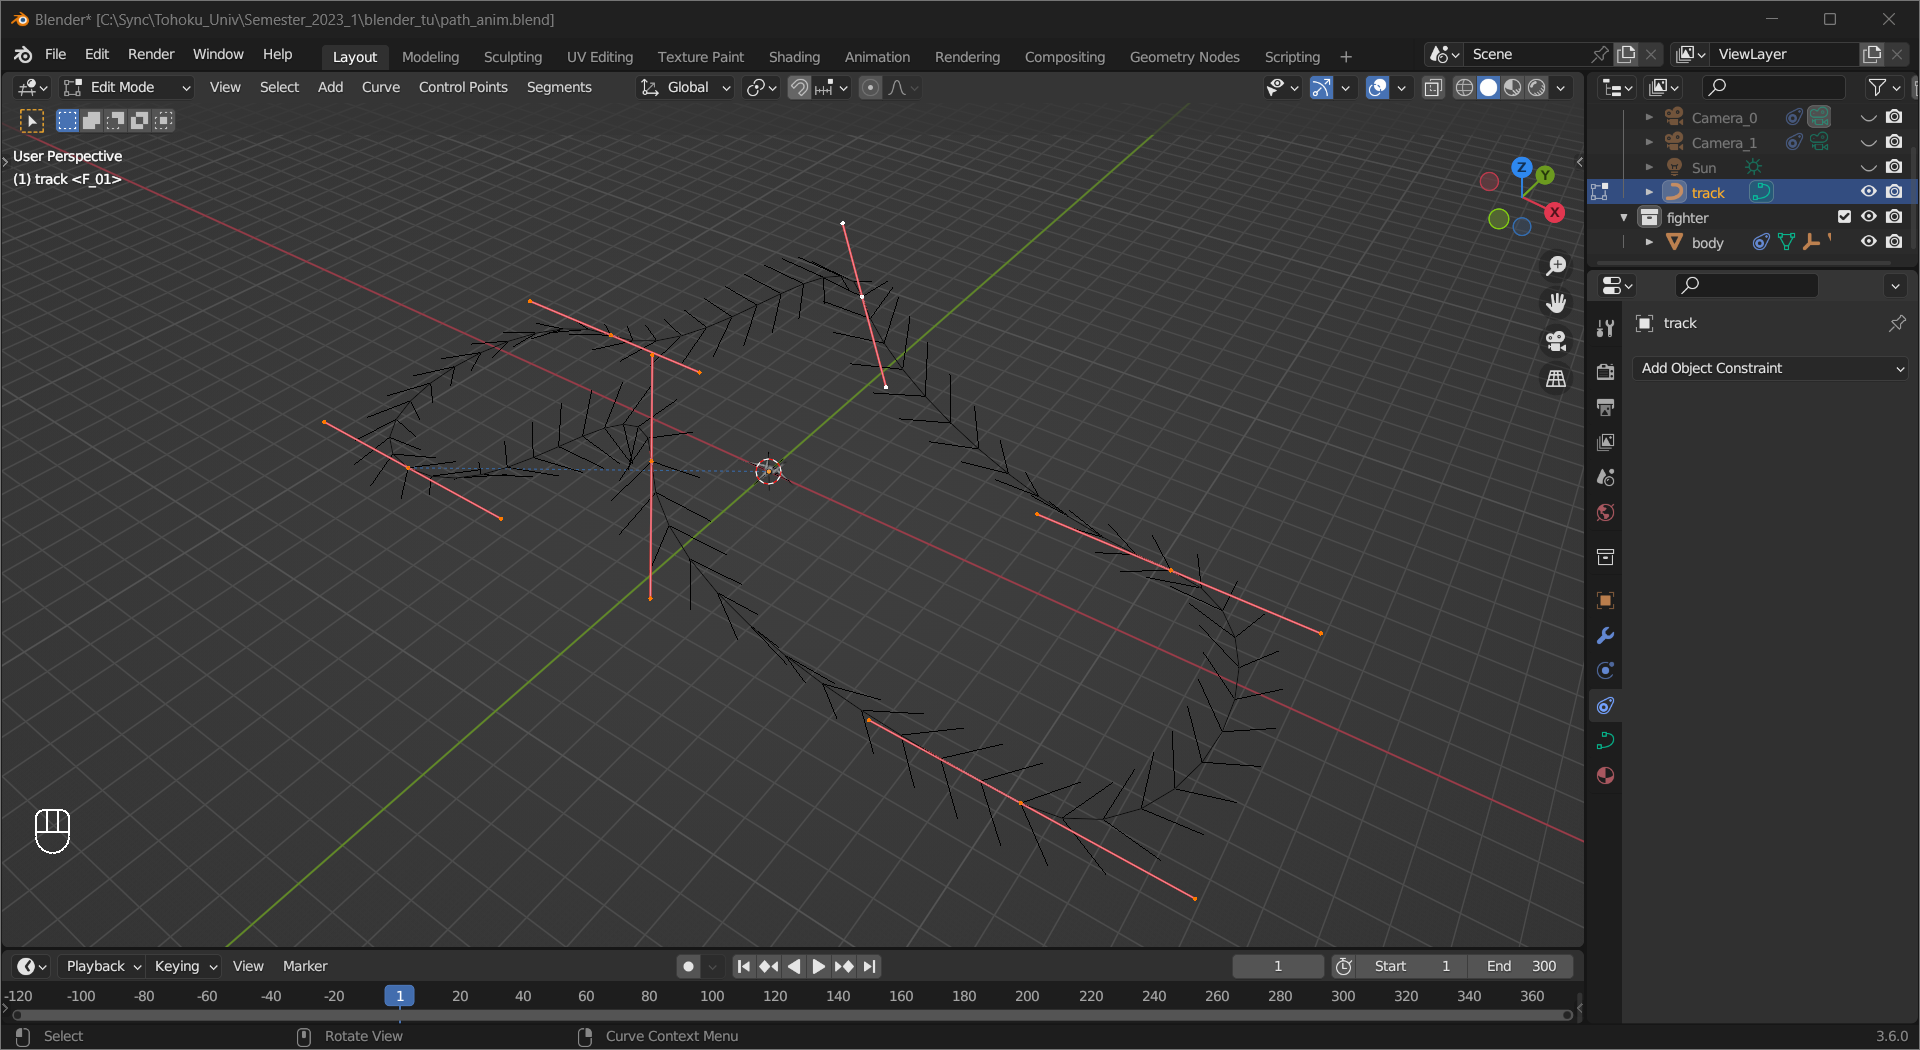 Blender* [C:\Sync\Tohoku_Univ\Semester_2023_1\blender_tu\path_anim.blend]
File Edit Render Window Help Layout Modeling Sculpting UV Editing Texture Paint Shading Animation Rendering Compositing Geometry Nodes Scripting + Scene ViewLayer
Edit Mode View Select Add Curve Control Points Segments Global
User Perspective
(1) track <F_01>
Z
Y
X
Camera_0
Camera_1
Sun
track
fighter
body
track
Add Object Constraint
Playback Keying View Marker 1 Start 1 End 300
-120 -100 -80 -60 -40 -20 1 20 40 60 80 100 120 140 160 180 200 220 240 260 280 300 320 340 360
Select Rotate View Curve Context Menu 3.6.0